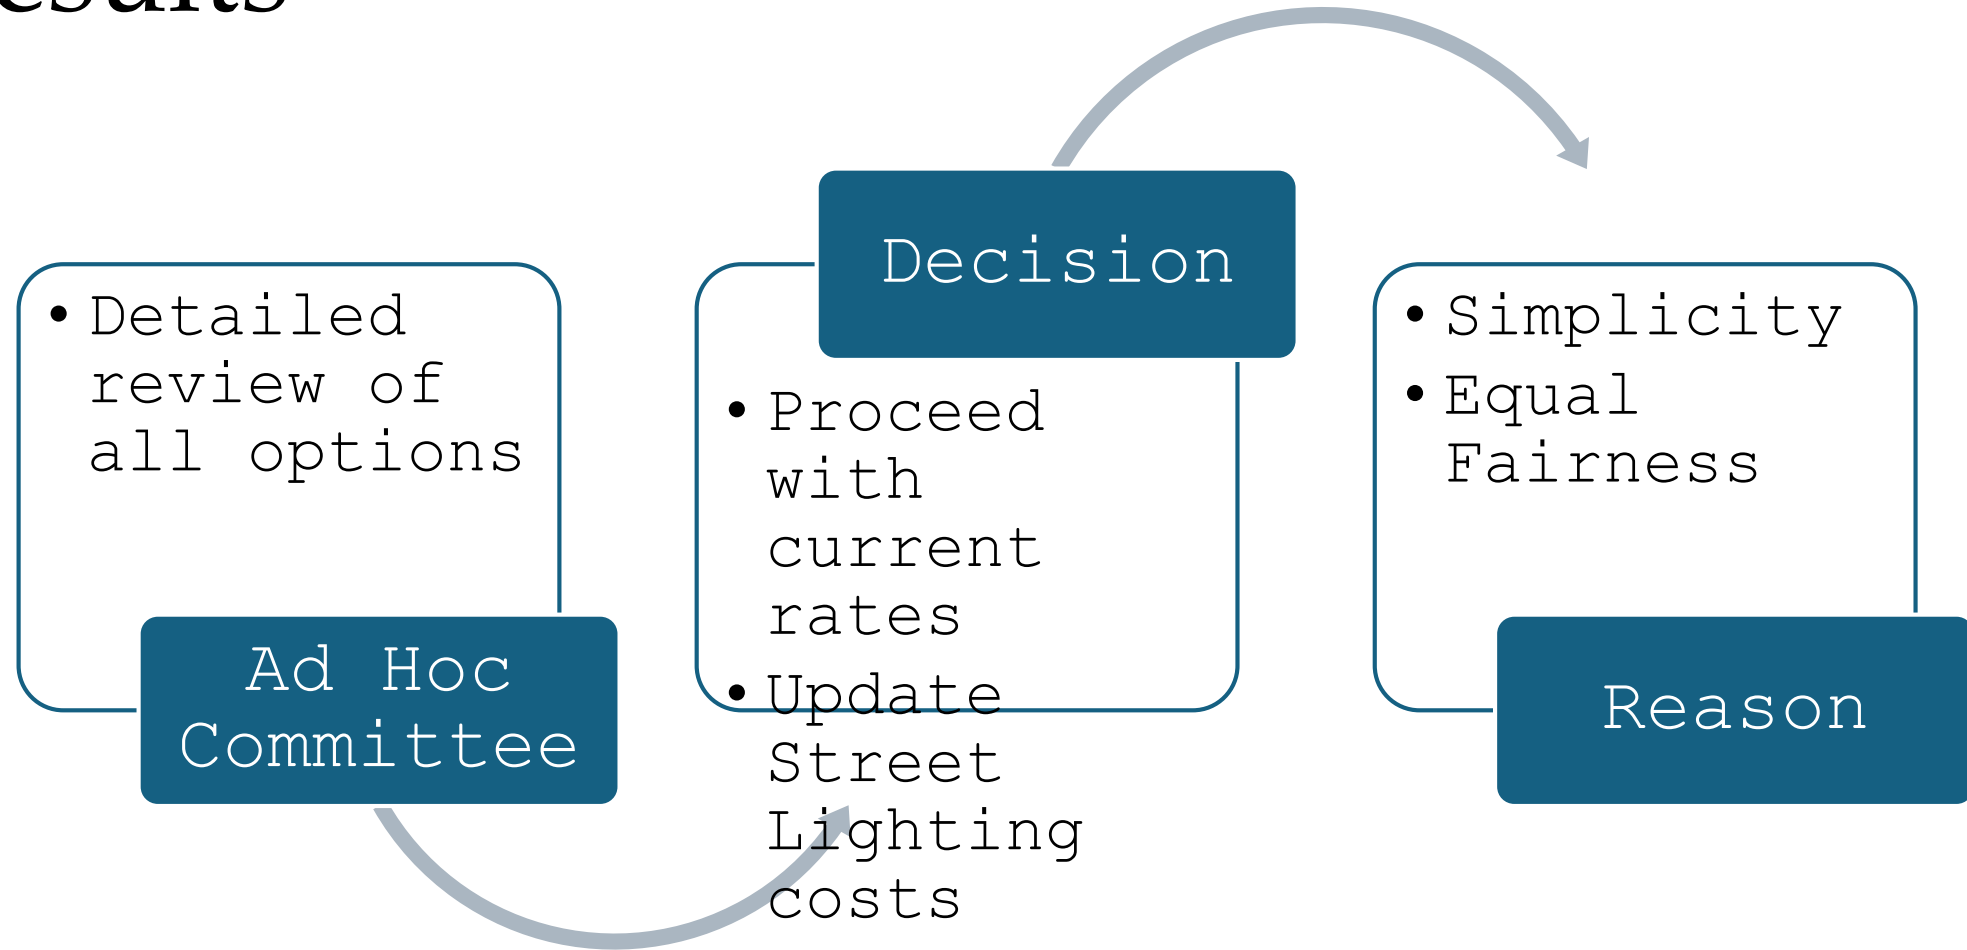 • Detailed
review of
all options
Ad Hoc
Committee
Decision
• Proceed
with
current
rates
• Update
Street
Lighting
costs
• Simplicity
• Equal
Fairness
Reason